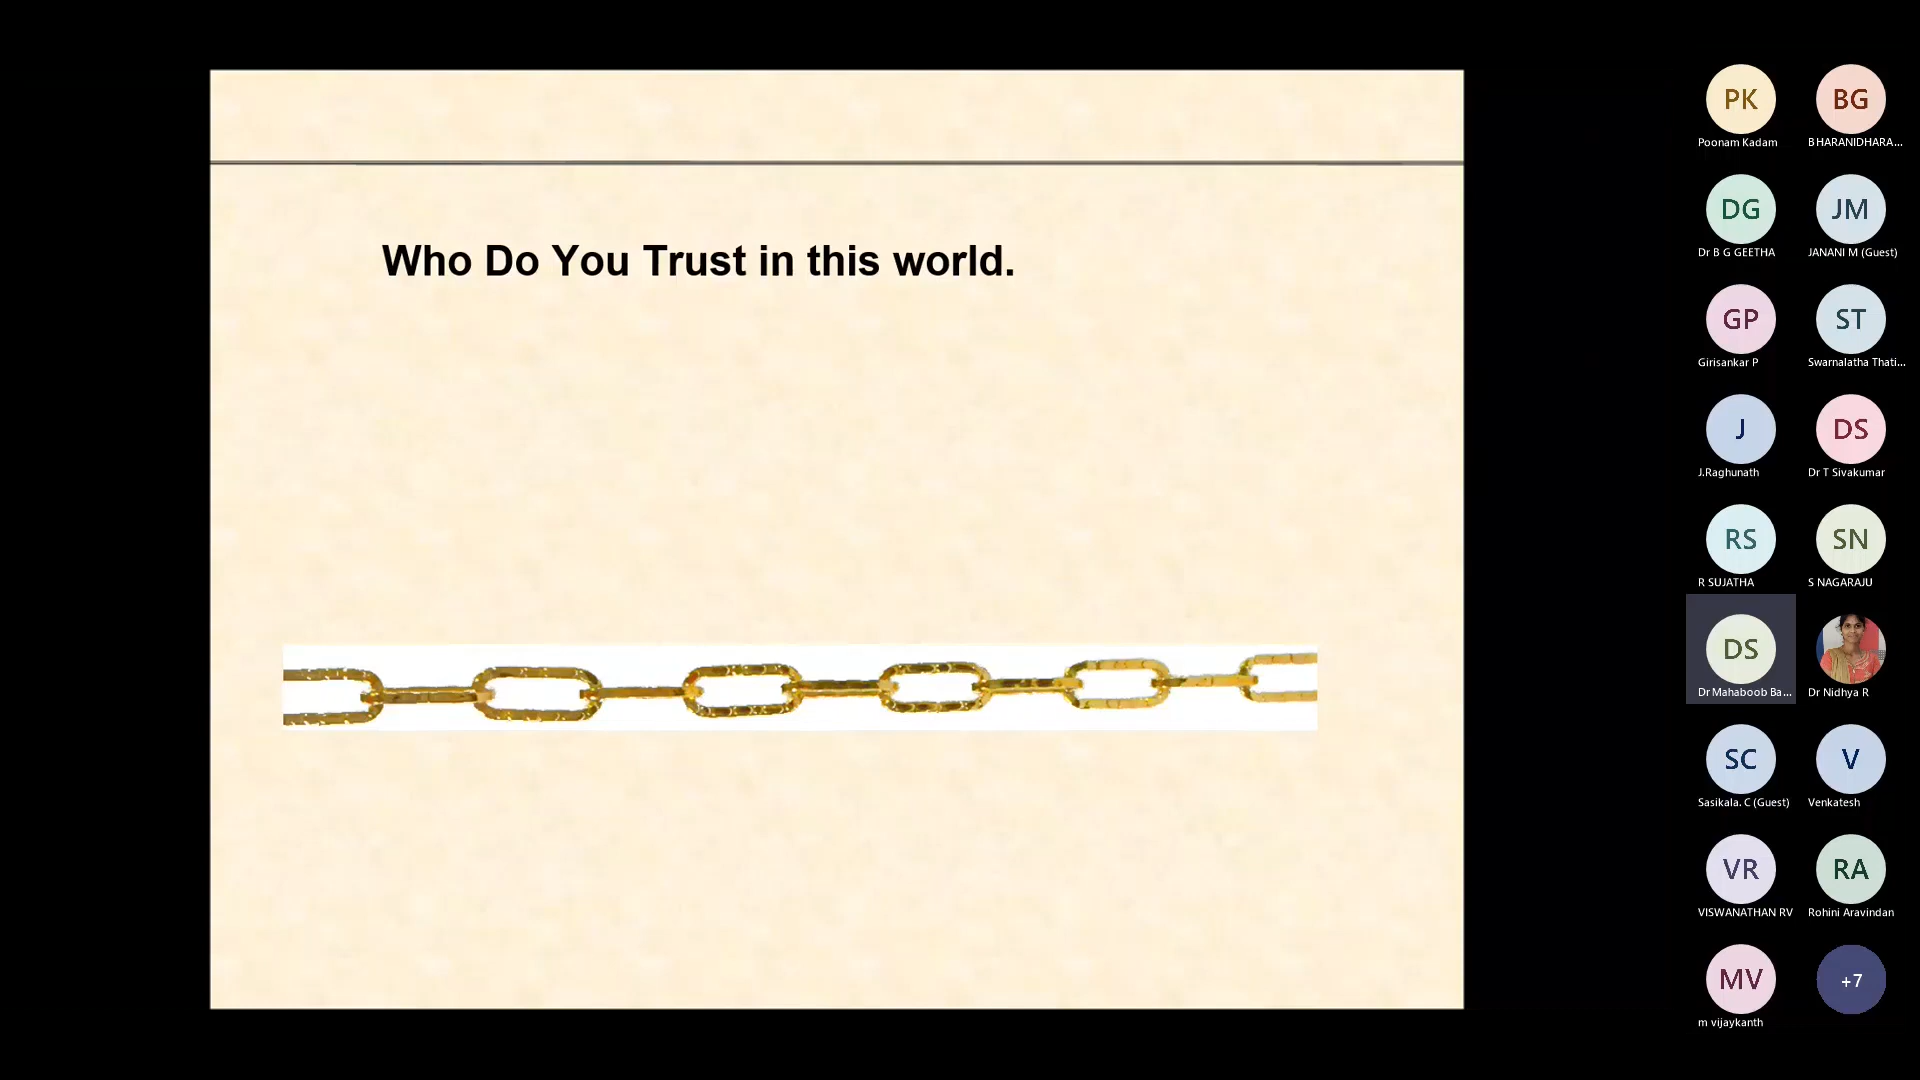 Who Do You Trust in this world.
PK
BG
Poonam Kadam
BHARANIDHARA...
DG
JM
Dr B G GEETHA
JANANI M (Guest)
GP
ST
Girisankar P
Swarnalatha Thati...
J
DS
J.Raghunath
Dr T Sivakumar
RS
SN
R SUJATHA
S NAGARAJU
DS
Dr Mahaboob Ba...
Dr Nidhya R
SC
V
Sasikala. C (Guest)
Venkatesh
VR
RA
VISWANATHAN RV
Rohini Aravindan
MV
+7
m vijaykanth